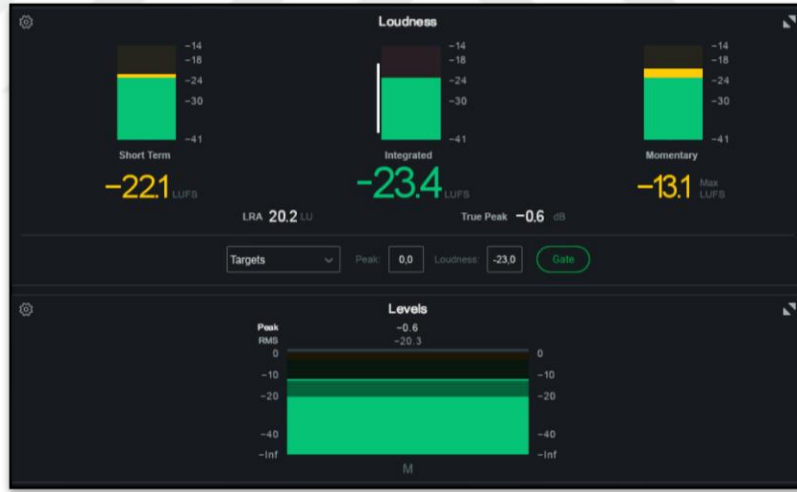 Loudness
-14 -14 -14
-18 -18 -18
-24 -24 -24
-30 -30 -30
-41 -41 -41
Short Term Integrated Momentary
-22.1 LUFS -23.4 LUFS -13.1 Max LUFS
LRA 20.2 LU True Peak -0.6 dB
Targets Peak: 0,0 Loudness: -23,0 Gate
Levels
Peak -0.6
RMS -20.3
0 0
-10 -10
-20 -20
-40 -40
-Inf -Inf
M